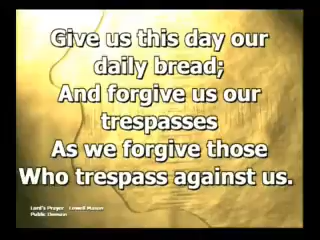 Give us this day our
daily bread;
And forgive us our
trespasses
As we forgive those
Who trespass against us.
Lord's Prayer Lowell Mason
Public Domain